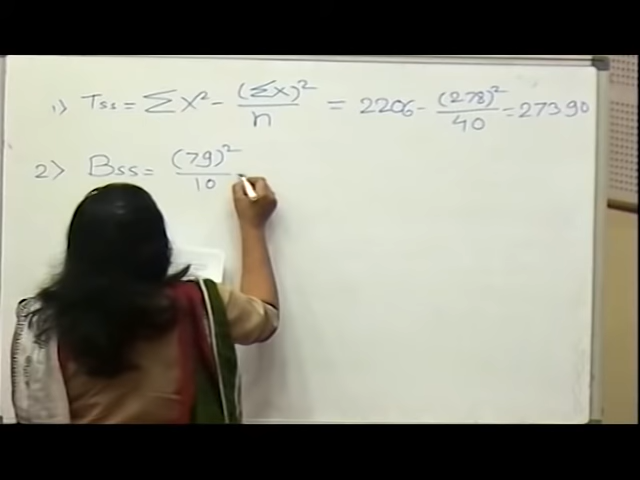 1) Tss = ΣX² - (ΣX)²/n = 2206 - (278)²/40 = 27390
2) Bss = (79)²/10